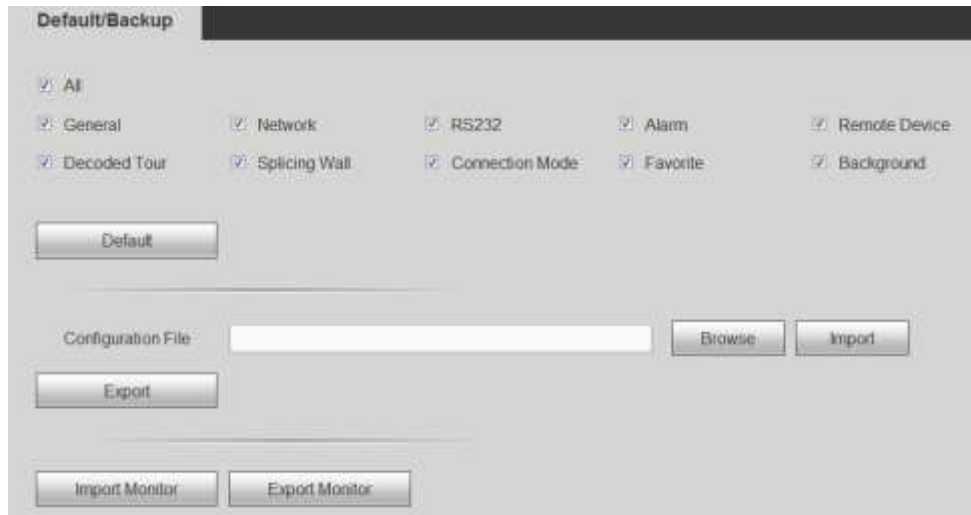 Default/Backup
All
General Network RS232 Alarm Remote Device
Decoded Tour Splicing Wall Connection Mode Favorite Background
Default
Configuration File Browse Import
Export
Import Monitor Export Monitor